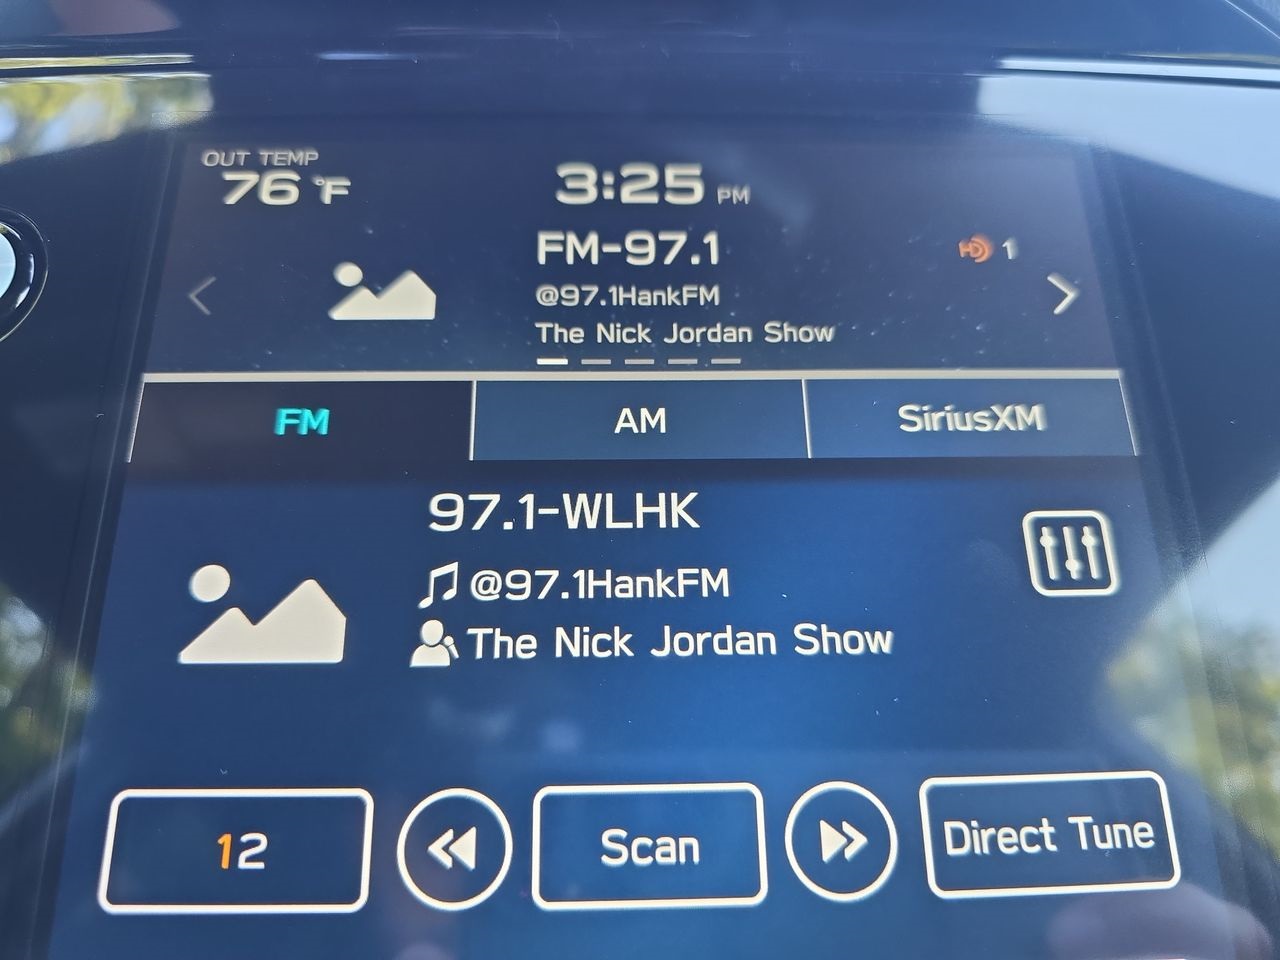 OUT TEMP
76 °F
3:25 PM
FM-97.1
HD 1
@97.1HankFM
The Nick Jordan Show
FM
AM
SiriusXM
97.1-WLHK
@97.1HankFM
The Nick Jordan Show
12
Scan
Direct Tune